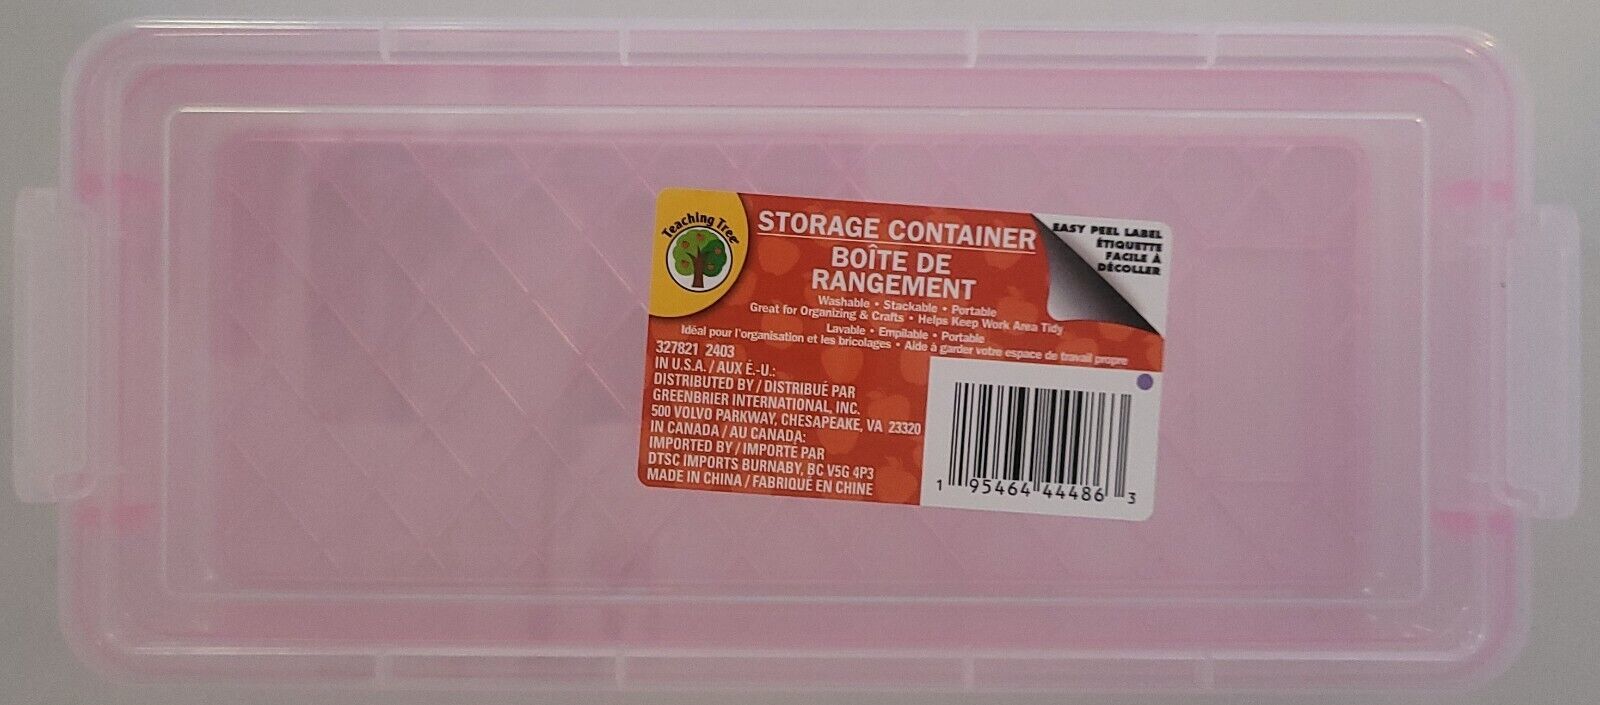 Teaching Tree
STORAGE CONTAINER
BOÎTE DE
RANGEMENT
Washable • Stackable • Portable
Great for Organizing & Crafts • Helps Keep Work Area Tidy
Lavable • Empilable • Portable
Idéal pour l'organisation et les bricolages • Aide à garder votre espace de travail propre
EASY PEEL LABEL
ÉTIQUETTE
FACILE À
DÉCOLLER
327821 2403
IN U.S.A. / AUX É.-U.:
DISTRIBUTED BY / DISTRIBUÉ PAR
GREENBRIER INTERNATIONAL, INC.
500 VOLVO PARKWAY, CHESAPEAKE, VA 23320
IN CANADA / AU CANADA:
IMPORTED BY / IMPORTÉ PAR
DTSC IMPORTS BURNABY, BC V5G 4P3
MADE IN CHINA / FABRIQUÉ EN CHINE
1 95464 44486 3